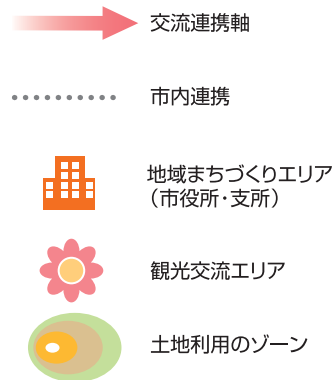 交流連携軸
市内連携
地域まちづくりエリア
（市役所・支所）
観光交流エリア
土地利用のゾーン